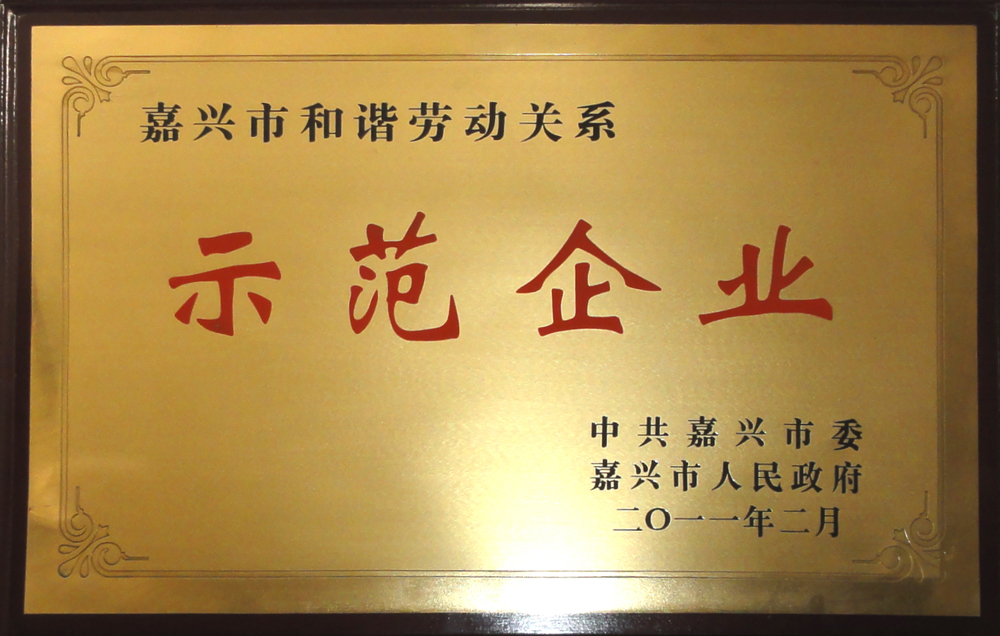 嘉兴市和谐劳动关系
示范企业
中共嘉兴市委
嘉兴市人民政府
二〇一一年二月